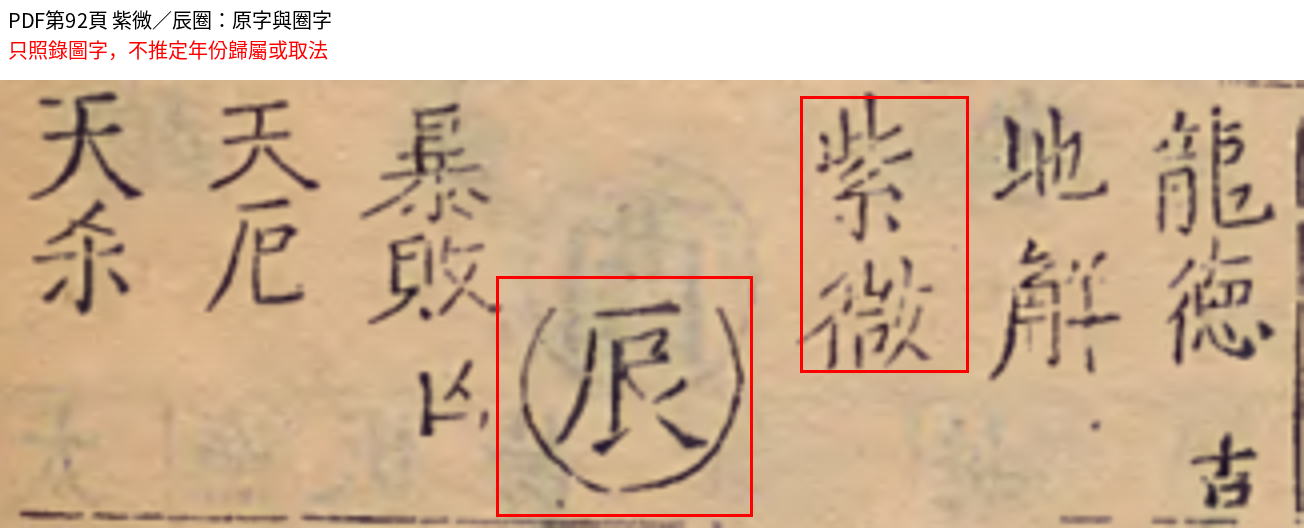 PDF第92頁 紫微／辰圈：原字與圈字
只照錄圖字，不推定年份歸屬或取法
龍德 吉
地解
紫微
辰
暴敗 凶
天厄
天杀